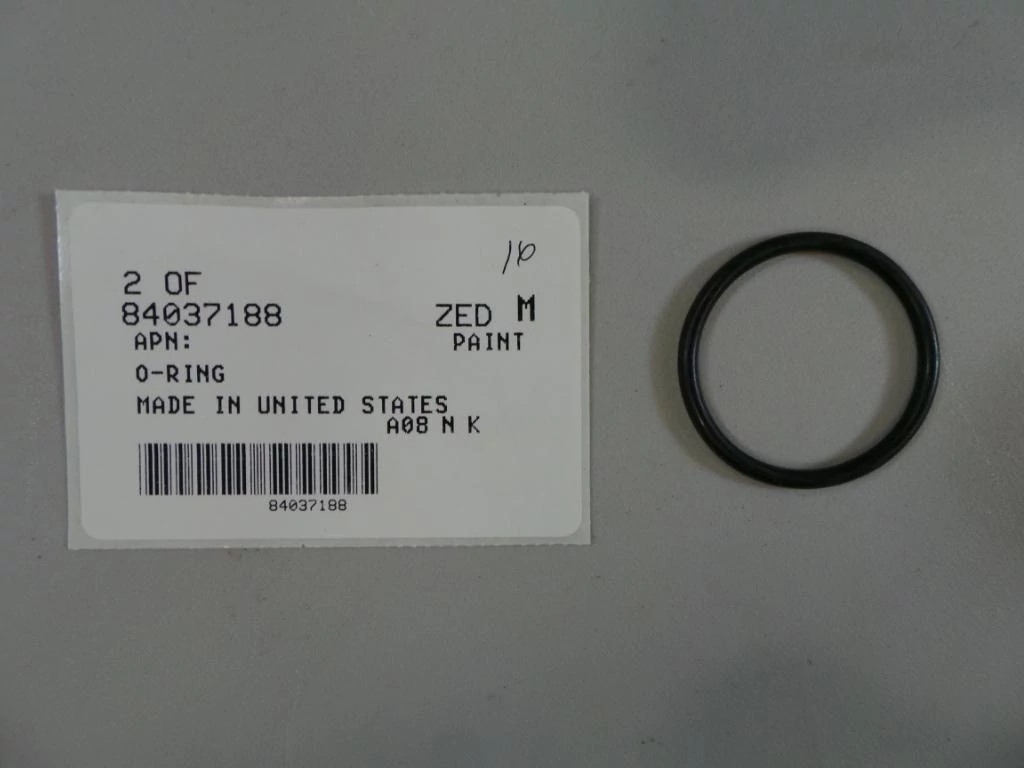 10
2 OF
84037188 ZED M
APN: PAINT
O-RING
MADE IN UNITED STATES
A08 N K
84037188